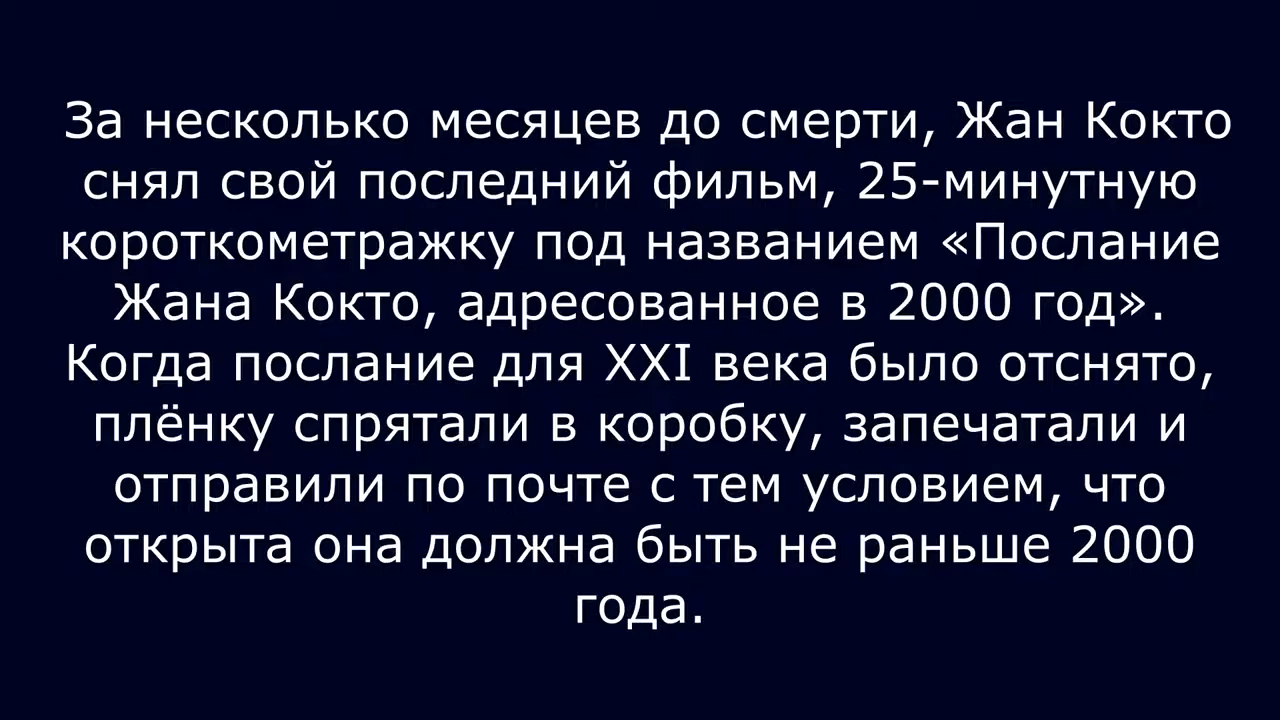 За несколько месяцев до смерти, Жан Кокто
снял свой последний фильм, 25-минутную
короткометражку под названием «Послание
Жана Кокто, адресованное в 2000 год».
Когда послание для XXI века было отснято,
плёнку спрятали в коробку, запечатали и
отправили по почте с тем условием, что
открыта она должна быть не раньше 2000
года.